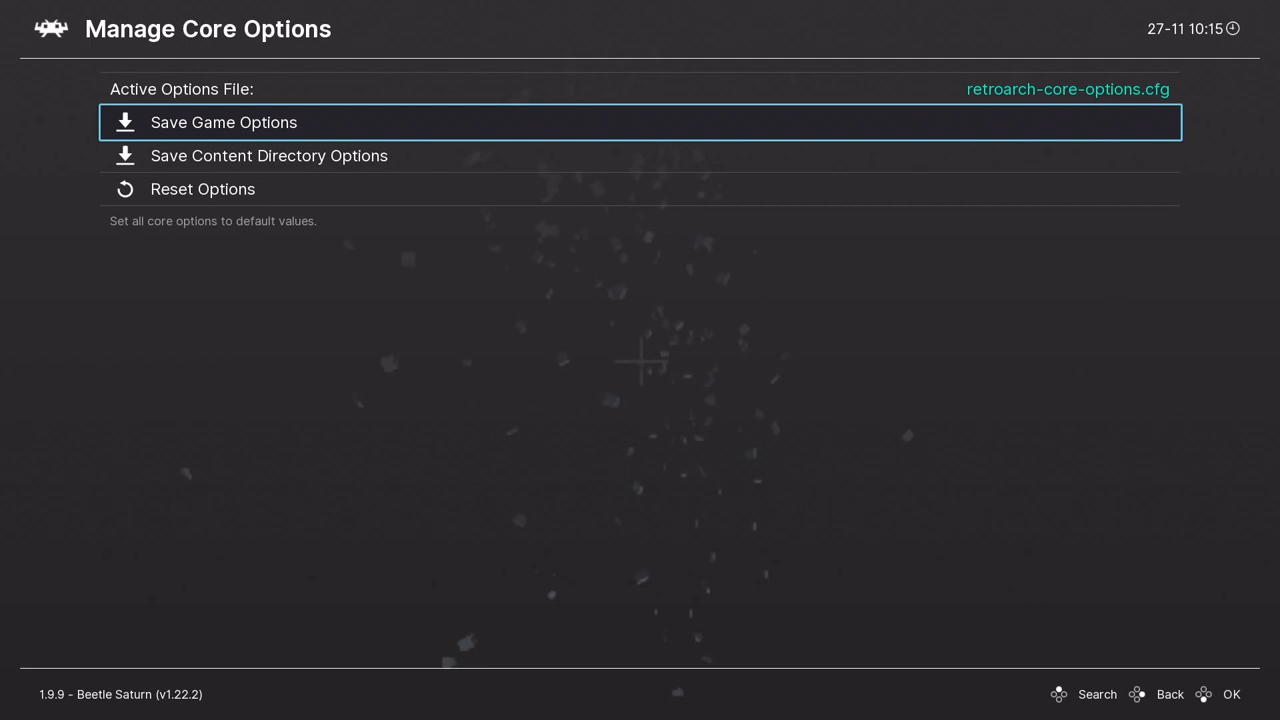 Manage Core Options
27-11 10:15
Active Options File: retroarch-core-options.cfg
Save Game Options
Save Content Directory Options
Reset Options
Set all core options to default values.
1.9.9 - Beetle Saturn (v1.22.2)
Search Back OK